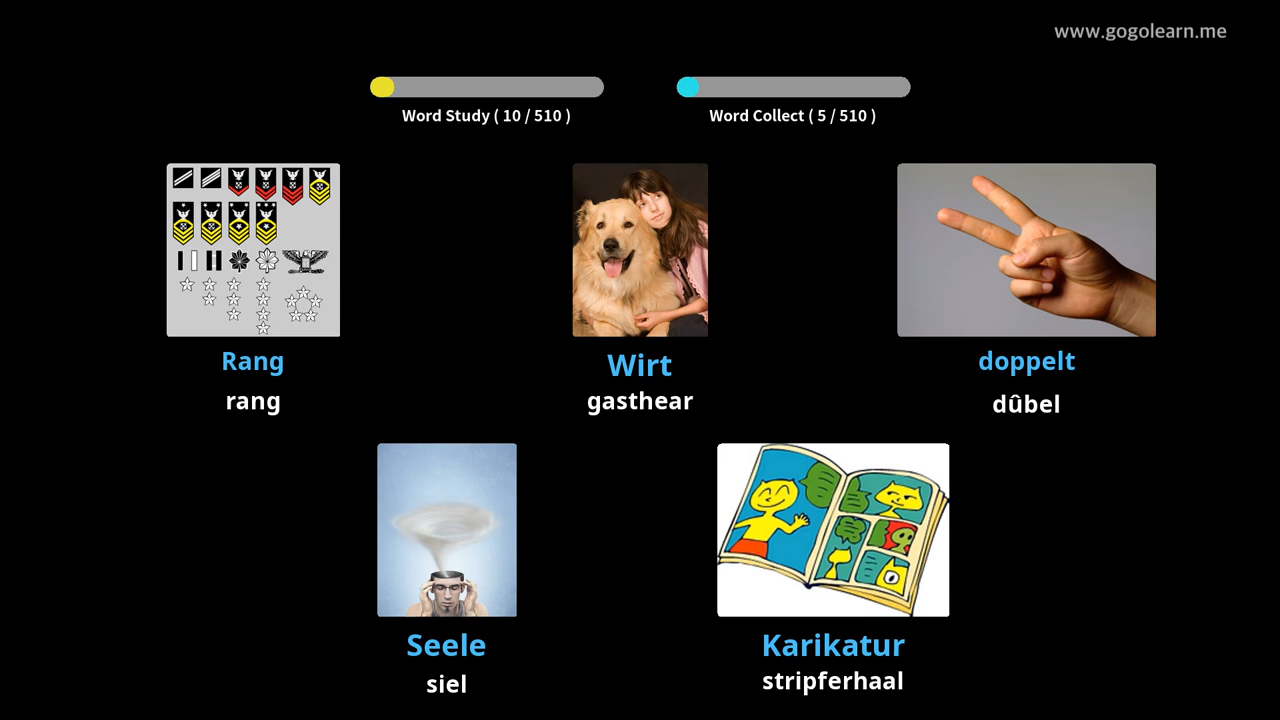 www.gogolearn.me
Word Study ( 10 / 510 )
Word Collect ( 5 / 510 )
Rang
rang
Wirt
gasthear
doppelt
dûbel
Seele
siel
Karikatur
stripferhaal